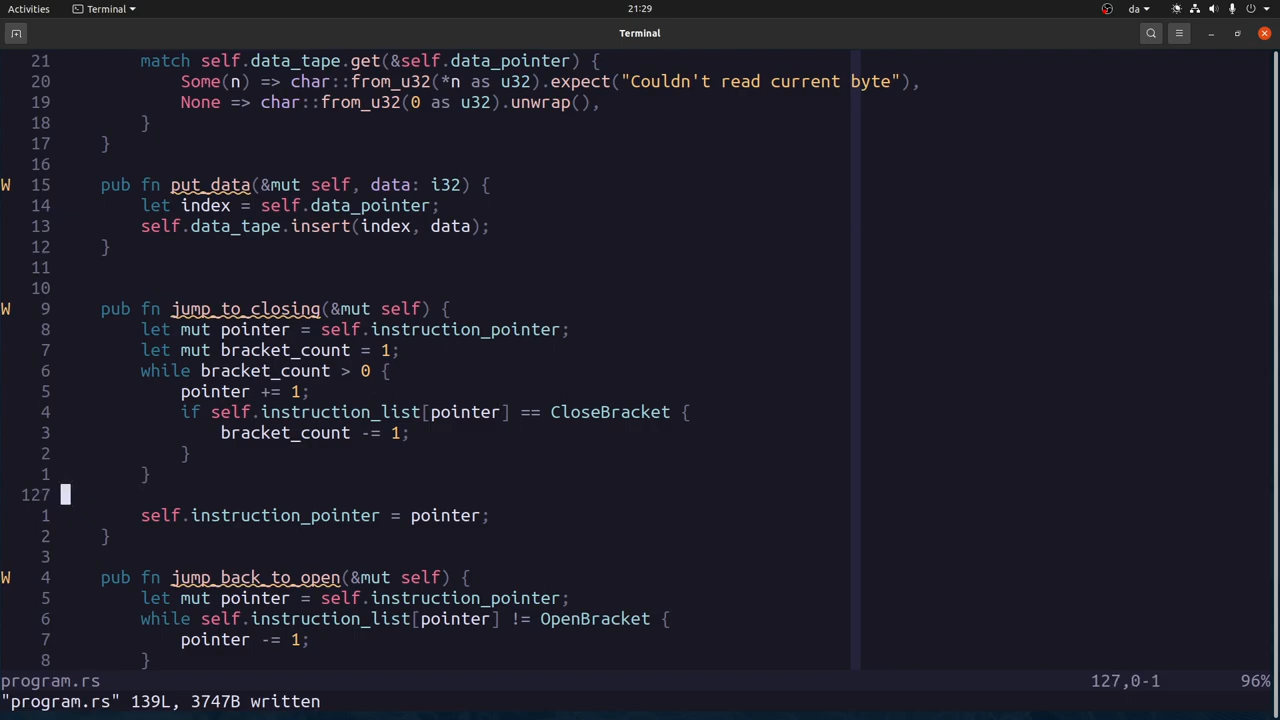 Activities Terminal 21:29 da
Terminal
21 match self.data_tape.get(&self.data_pointer) {
20 Some(n) => char::from_u32(*n as u32).expect("Couldn't read current byte"),
19 None => char::from_u32(0 as u32).unwrap(),
18 }
17 }
16
W 15 pub fn put_data(&mut self, data: i32) {
14 let index = self.data_pointer;
13 self.data_tape.insert(index, data);
12 }
11
10
W 9 pub fn jump_to_closing(&mut self) {
8 let mut pointer = self.instruction_pointer;
7 let mut bracket_count = 1;
6 while bracket_count > 0 {
5 pointer += 1;
4 if self.instruction_list[pointer] == CloseBracket {
3 bracket_count -= 1;
2 }
1 }
127
1 self.instruction_pointer = pointer;
2 }
3
W 4 pub fn jump_back_to_open(&mut self) {
5 let mut pointer = self.instruction_pointer;
6 while self.instruction_list[pointer] != OpenBracket {
7 pointer -= 1;
8 }
program.rs 127,0-1 96%
"program.rs" 139L, 3747B written